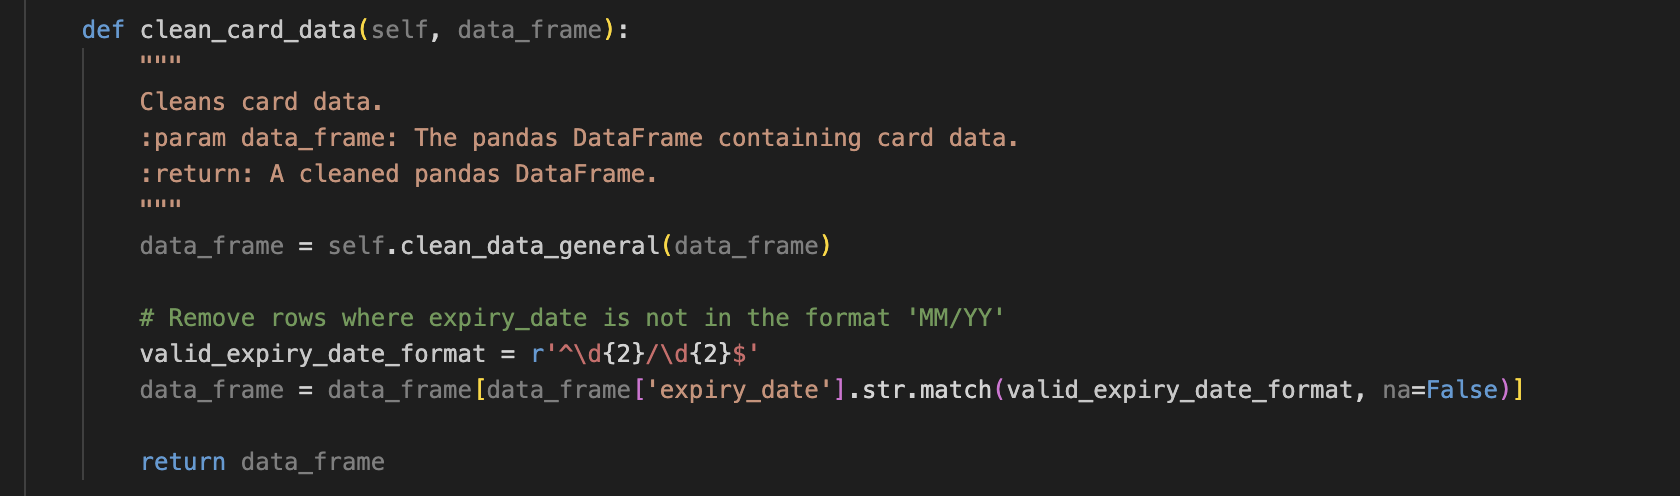 def clean_card_data(self, data_frame):
"""
Cleans card data.
:param data_frame: The pandas DataFrame containing card data.
:return: A cleaned pandas DataFrame.
"""
data_frame = self.clean_data_general(data_frame)
# Remove rows where expiry_date is not in the format 'MM/YY'
valid_expiry_date_format = r'^\d{2}/\d{2}$'
data_frame = data_frame[data_frame['expiry_date'].str.match(valid_expiry_date_format, na=False)]
return data_frame